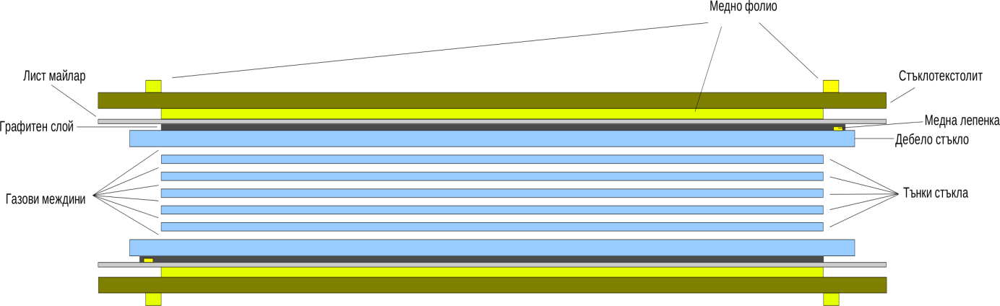 Медно фолио
Лист майлар
Стъклотекстолит
Графитен слой
Медна лепенка
Дебело стъкло
Газови междини
Тънки стъкла